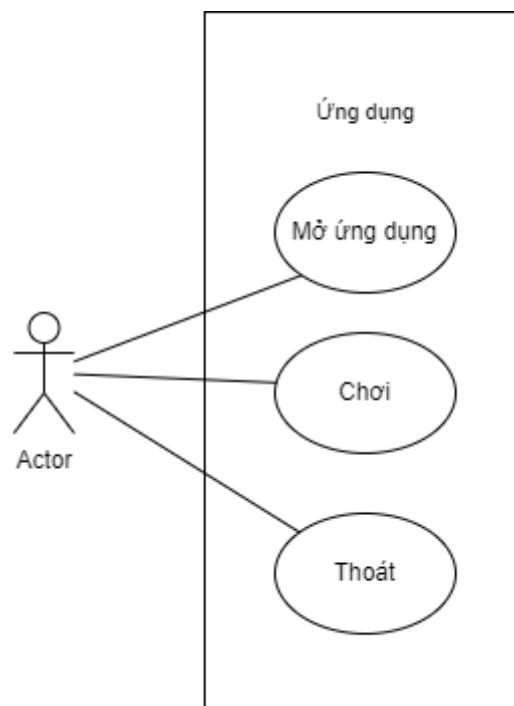 Ứng dụng
Mở ứng dụng
Chơi
Actor
Thoát